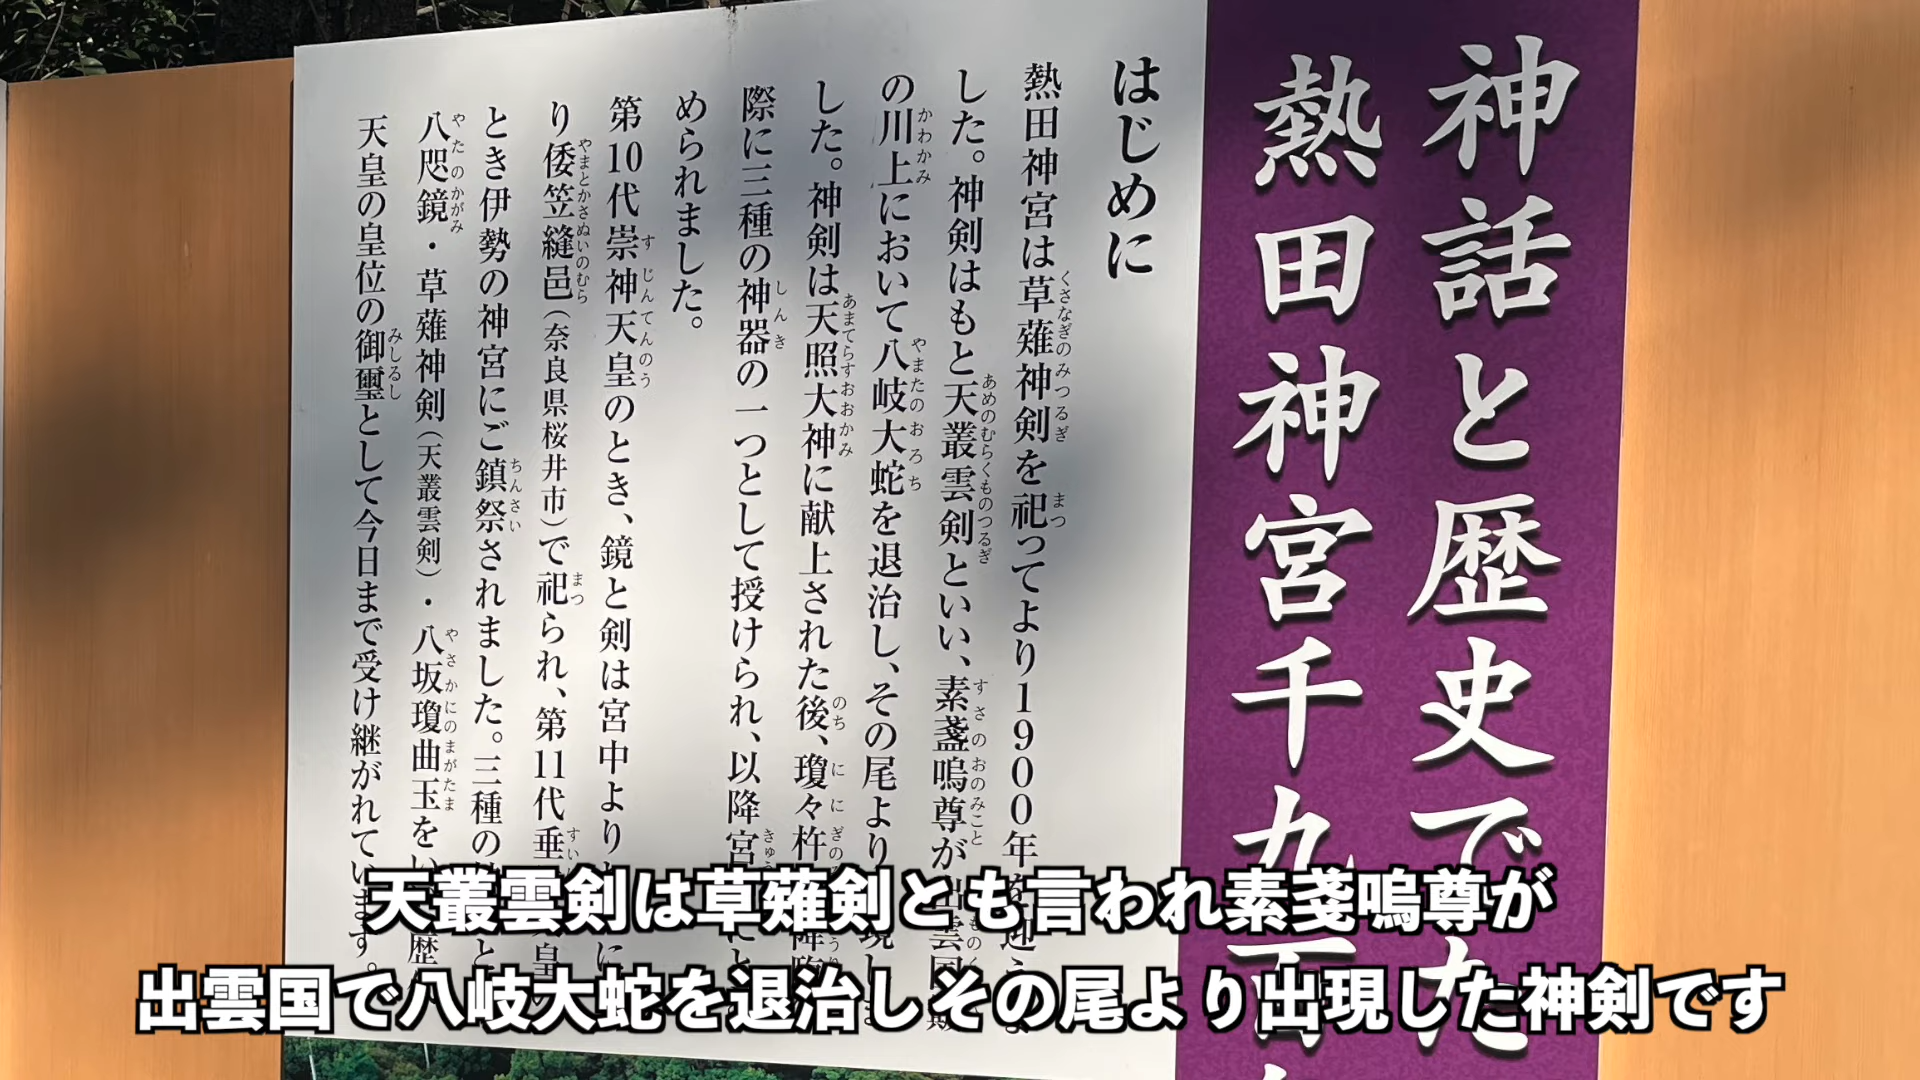 神話と歴史でた
熱田神宮千九百
はじめに
熱田神宮は草薙神剣を祀ってより1900年を迎
した。神剣はもと天叢雲剣といい、素盞嗚尊が出雲国
の川上において八岐大蛇を退治し、その尾より
した。神剣は天照大神に献上された後、瓊々杵
際に三種の神器の一つとして授けられ、以降宮
められました。
第10代崇神天皇のとき、鏡と剣は宮中より
り倭笠縫邑（奈良県桜井市）で祀られ、第11代垂
とき伊勢の神宮にご鎮祭されました。三種の
八咫鏡・草薙神剣（天叢雲剣）・八坂瓊曲玉をい
天皇の皇位の御璽として今日まで受け継がれています。
天叢雲剣は草薙剣とも言われ素戔嗚尊が
出雲国で八岐大蛇を退治しその尾より出現した神剣です